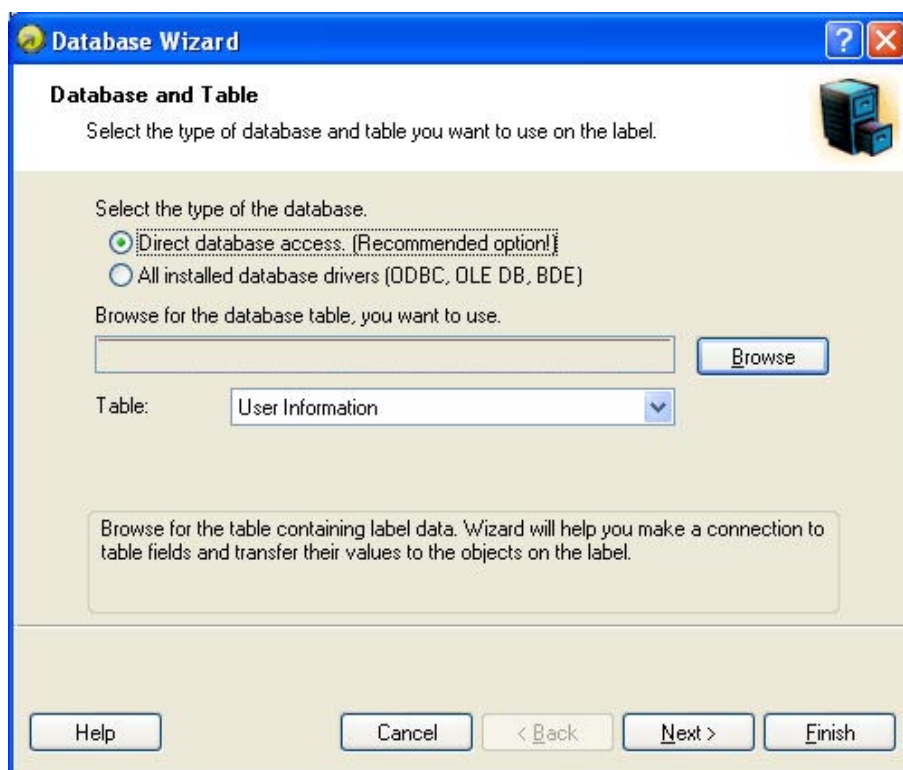 Database Wizard
Database and Table
Select the type of database and table you want to use on the label.
Select the type of the database.
Direct database access. (Recommended option!)
All installed database drivers (ODBC, OLE DB, BDE)
Browse for the database table, you want to use.
Browse
Table: User Information
Browse for the table containing label data. Wizard will help you make a connection to
table fields and transfer their values to the objects on the label.
Help Cancel < Back Next > Finish